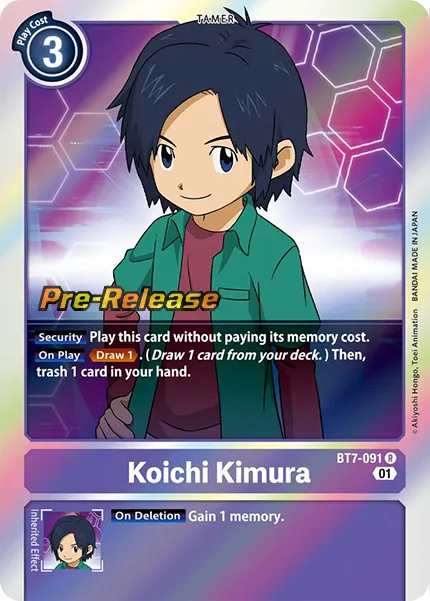 TAMER
Play Cost
3
Pre-Release
Security Play this card without paying its memory cost.
On Play Draw 1. (Draw 1 card from your deck.) Then,
trash 1 card in your hand.
© Akiyoshi Hongo, Toei Animation BANDAI MADE IN JAPAN
BT7-091 R
Koichi Kimura
01
Inherited Effect
On Deletion Gain 1 memory.